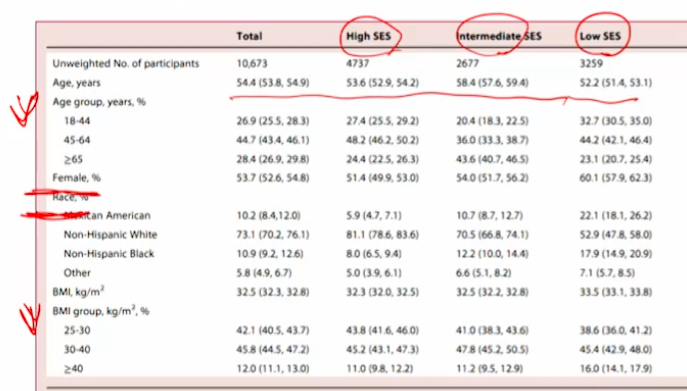 Total High SES Intermediate SES Low SES
Unweighted No. of participants 10,673 4737 2677 3259
Age, years 54.4 (53.8, 54.9) 53.6 (52.9, 54.2) 58.4 (57.6, 59.4) 52.2 (51.4, 53.1)
Age group, years, %
18-44 26.9 (25.5, 28.3) 27.4 (25.5, 29.2) 20.4 (18.3, 22.5) 32.7 (30.5, 35.0)
45-64 44.7 (43.4, 46.1) 48.2 (46.2, 50.2) 36.0 (33.3, 38.7) 44.2 (42.1, 46.4)
≥65 28.4 (26.9, 29.8) 24.4 (22.5, 26.3) 43.6 (40.7, 46.5) 23.1 (20.7, 25.4)
Female, % 53.7 (52.6, 54.8) 51.4 (49.9, 53.0) 54.0 (51.7, 56.2) 60.1 (57.9, 62.3)
Race, %
Mexican American 10.2 (8.4,12.0) 5.9 (4.7, 7.1) 10.7 (8.7, 12.7) 22.1 (18.1, 26.2)
Non-Hispanic White 73.1 (70.2, 76.1) 81.1 (78.6, 83.6) 70.5 (66.8, 74.1) 52.9 (47.8, 58.0)
Non-Hispanic Black 10.9 (9.2, 12.6) 8.0 (6.5, 9.4) 12.2 (10.0, 14.4) 17.9 (14.9, 20.9)
Other 5.8 (4.9, 6.7) 5.0 (3.9, 6.1) 6.6 (5.1, 8.2) 7.1 (5.7, 8.5)
BMI, kg/m² 32.5 (32.3, 32.8) 32.3 (32.0, 32.5) 32.5 (32.2, 32.8) 33.5 (33.1, 33.8)
BMI group, kg/m², %
25-30 42.1 (40.5, 43.7) 43.8 (41.6, 46.0) 41.0 (38.3, 43.6) 38.6 (36.0, 41.2)
30-40 45.8 (44.5, 47.2) 45.2 (43.1, 47.3) 47.8 (45.2, 50.5) 45.4 (42.9, 48.0)
≥40 12.0 (11.1, 13.0) 11.0 (9.8, 12.2) 11.2 (9.5, 12.9) 16.0 (14.1, 17.9)